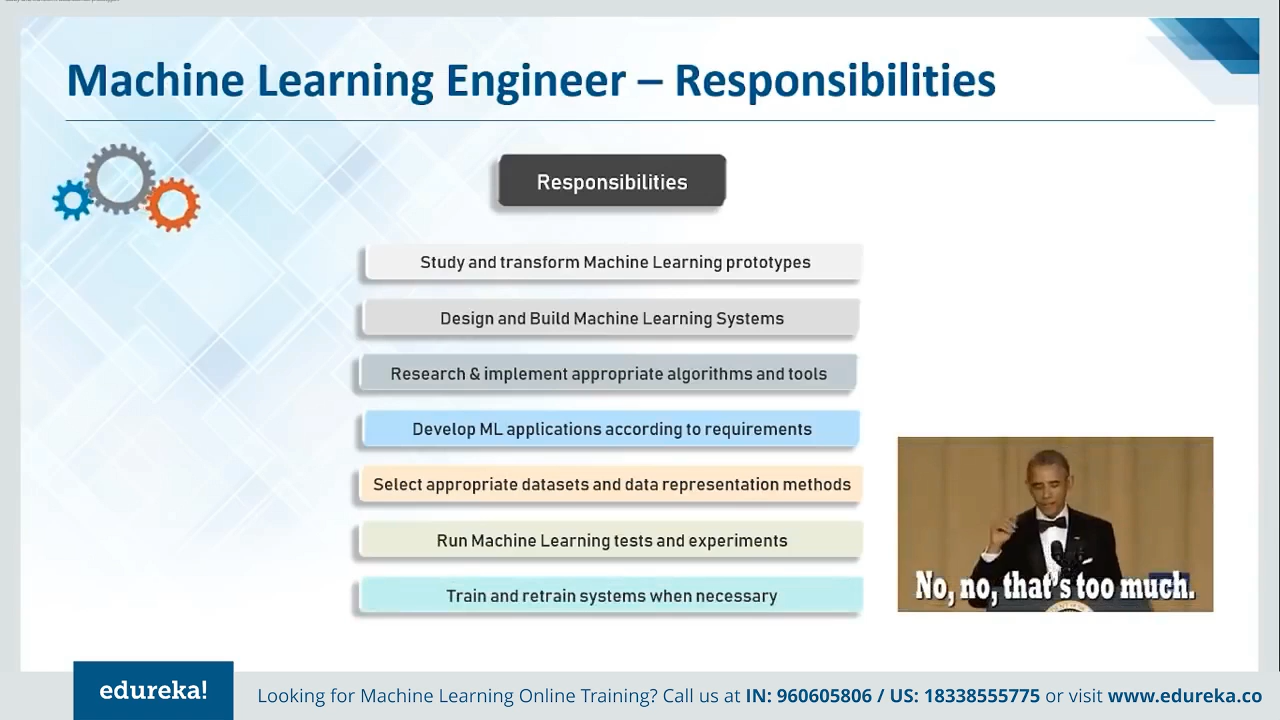 Machine Learning Engineer – Responsibilities
Responsibilities
Study and transform Machine Learning prototypes
Design and Build Machine Learning Systems
Research & implement appropriate algorithms and tools
Develop ML applications according to requirements
Select appropriate datasets and data representation methods
Run Machine Learning tests and experiments
Train and retrain systems when necessary
No, no, that's too much.
edureka!
Looking for Machine Learning Online Training? Call us at IN: 960605806 / US: 18338555775 or visit www.edureka.co